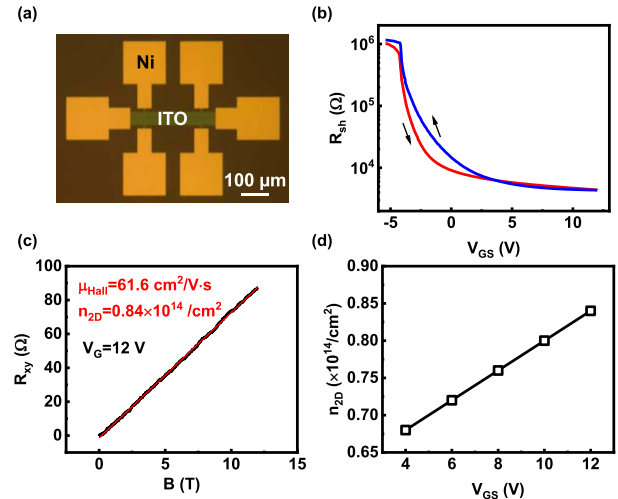 (a)
Ni
ITO
100 μm
(b)
10⁶
10⁵
10⁴
R_sh (Ω)
-5 0 5 10
V_GS (V)
(c)
100
80
60
40
20
0
R_xy (Ω)
μ_Hall=61.6 cm²/V·s
n_2D=0.84×10¹⁴ /cm²
V_G=12 V
0 5 10 15
B (T)
(d)
0.90
0.85
0.80
0.75
0.70
0.65
n_2D (×10¹⁴/cm²)
4 6 8 10 12
V_GS (V)